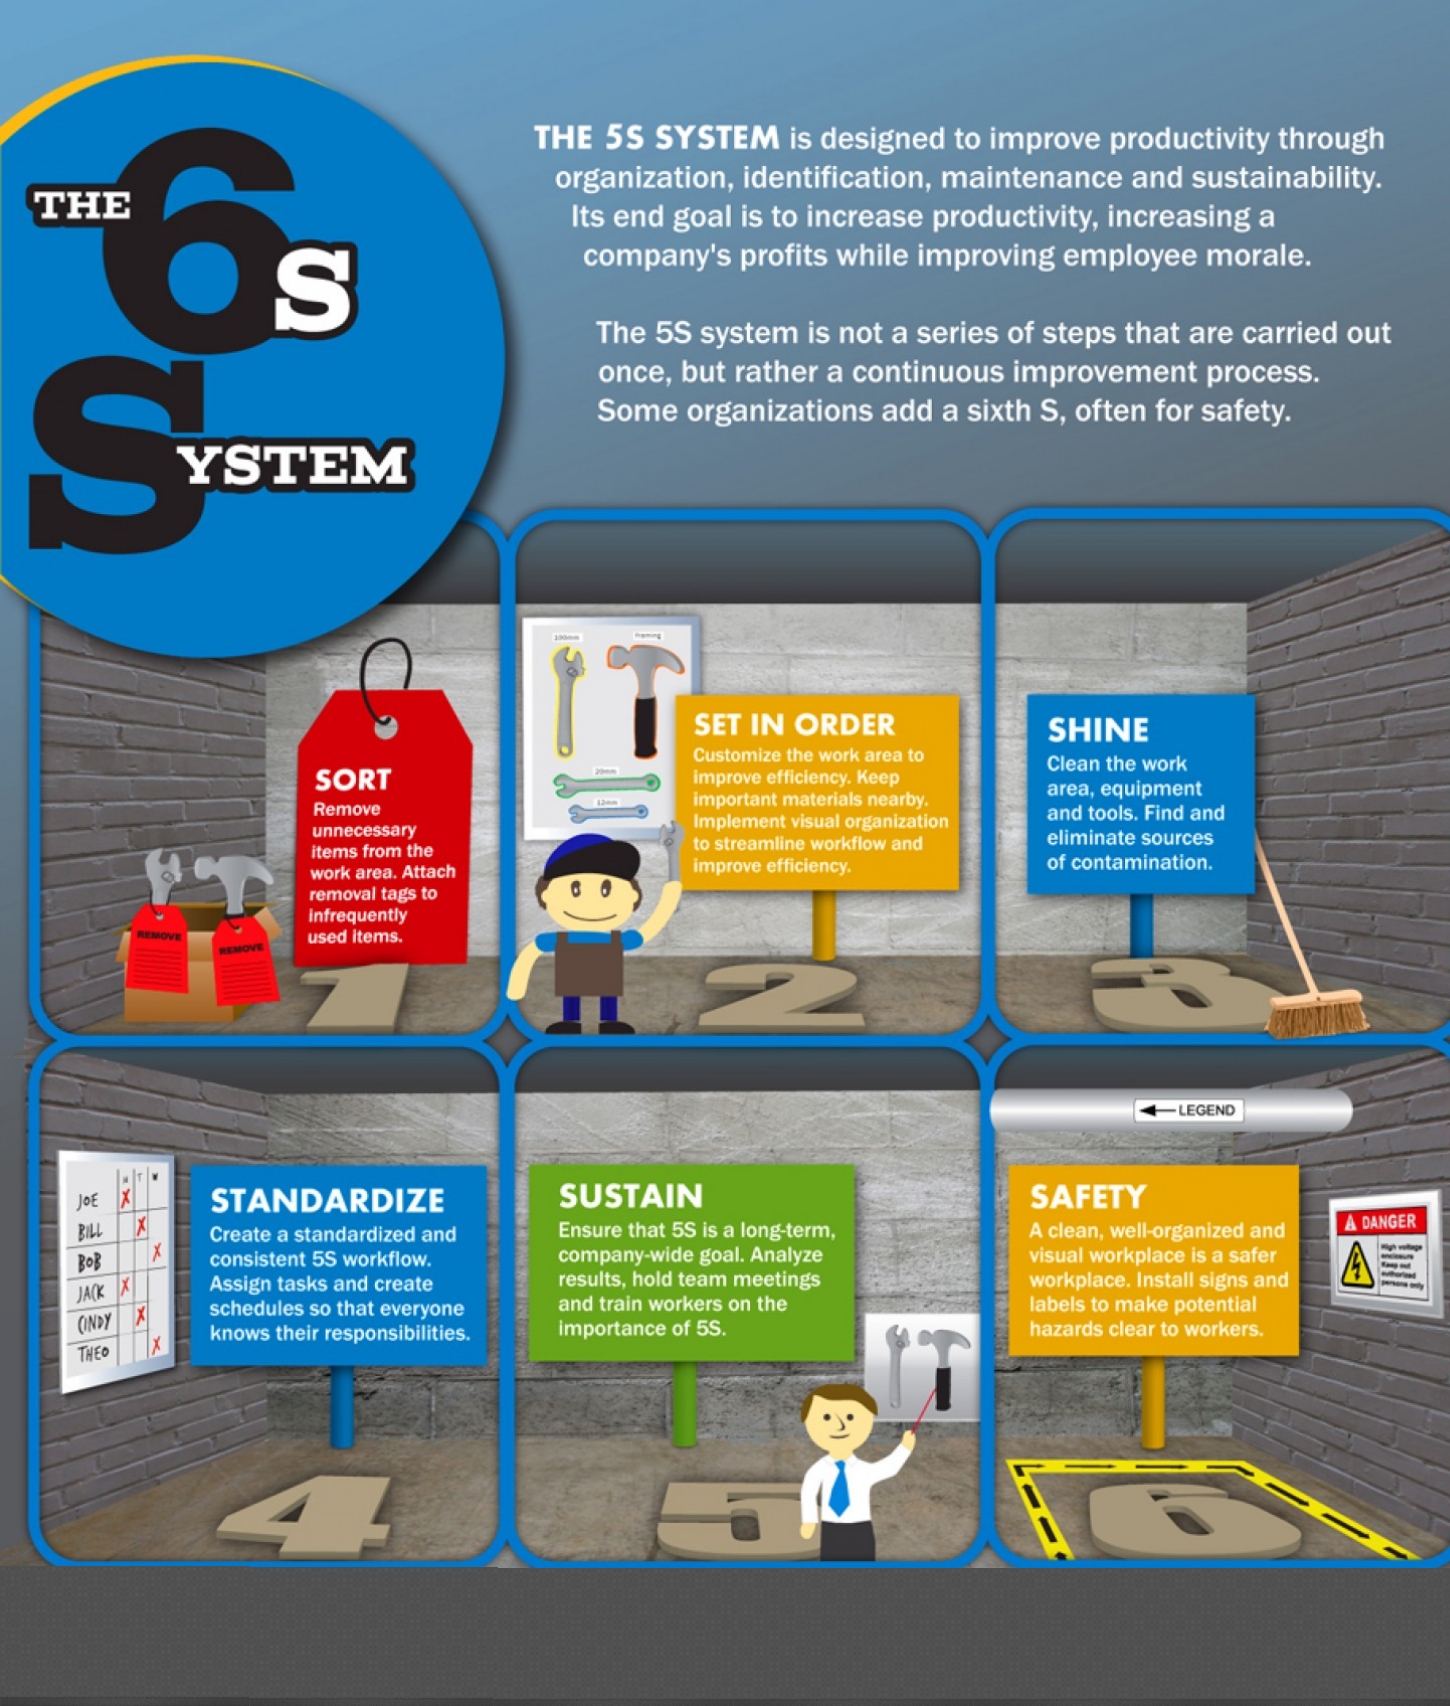 THE 6S
SYSTEM
THE 5S SYSTEM is designed to improve productivity through
organization, identification, maintenance and sustainability.
Its end goal is to increase productivity, increasing a
company's profits while improving employee morale.
The 5S system is not a series of steps that are carried out
once, but rather a continuous improvement process.
Some organizations add a sixth S, often for safety.
SORT
Remove
unnecessary
items from the
work area. Attach
removal tags to
infrequently
used items.
REMOVE
REMOVE
1
100mm
Framing
20mm
12mm
SET IN ORDER
Customize the work area to
improve efficiency. Keep
important materials nearby.
Implement visual organization
to streamline workflow and
improve efficiency.
2
SHINE
Clean the work
area, equipment
and tools. Find and
eliminate sources
of contamination.
3
M T W
JOE X
BILL X
BOB X
JACK X
CINDY X
THEO X
STANDARDIZE
Create a standardized and
consistent 5S workflow.
Assign tasks and create
schedules so that everyone
knows their responsibilities.
4
SUSTAIN
Ensure that 5S is a long-term,
company-wide goal. Analyze
results, hold team meetings
and train workers on the
importance of 5S.
5
LEGEND
SAFETY
A clean, well-organized and
visual workplace is a safer
workplace. Install signs and
labels to make potential
hazards clear to workers.
DANGER
High voltage
enclosure
Keep out
authorized
persons only
6